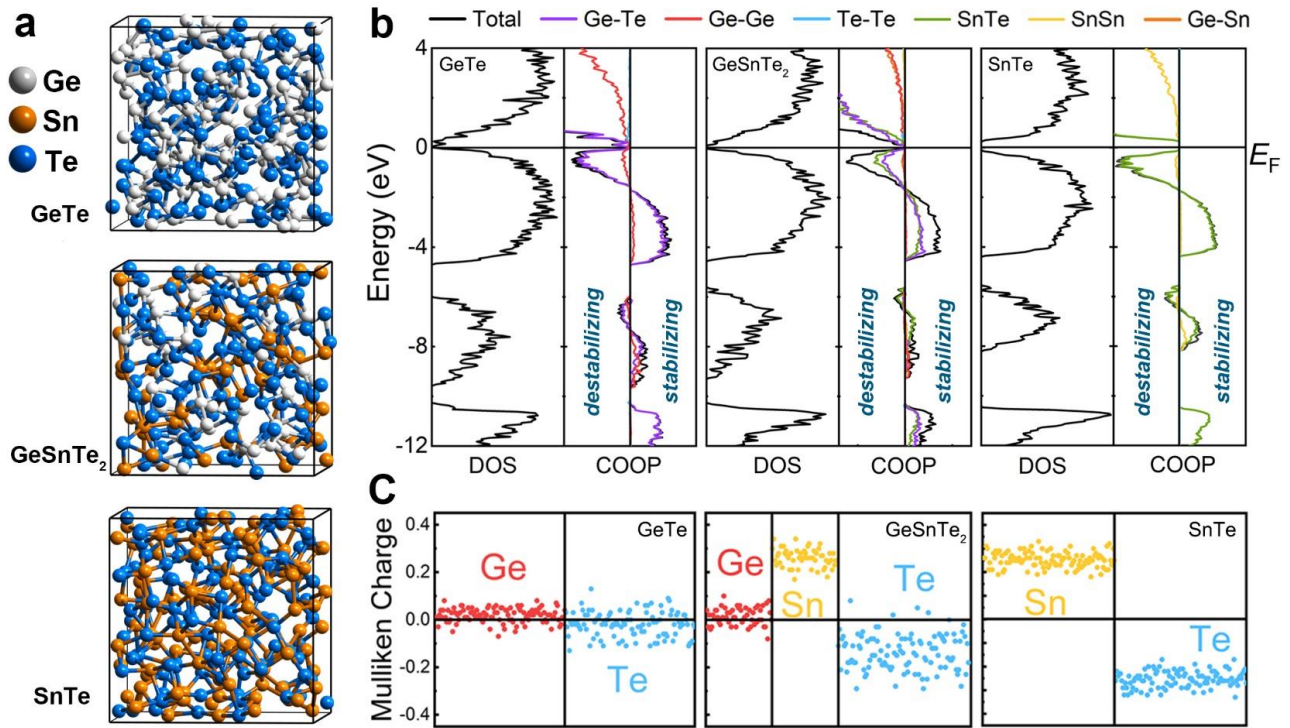 a
Ge
Sn
Te
GeTe
GeSnTe2
SnTe
b
Total Ge-Te Ge-Ge Te-Te SnTe SnSn Ge-Sn
GeTe GeSnTe2 SnTe
Energy (eV)
4
0
-4
-8
-12
EF
destabilizing stabilizing destabilizing stabilizing destabilizing stabilizing
DOS COOP DOS COOP DOS COOP
C
Mulliken Charge
0.4
0.2
0.0
-0.2
-0.4
GeTe GeSnTe2 SnTe
Ge Te
Ge Sn Te
Sn Te